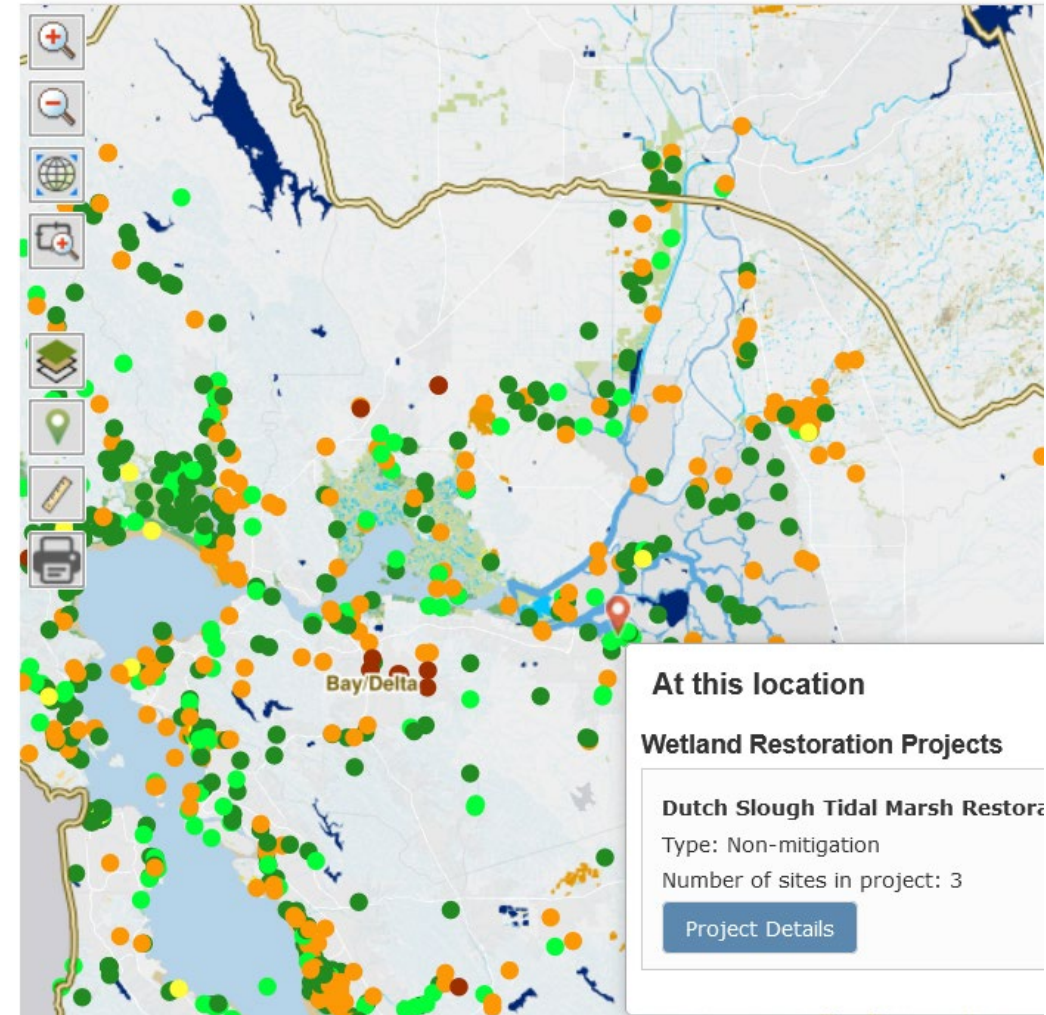 Bay/Delta
At this location
Wetland Restoration Projects
Dutch Slough Tidal Marsh Restora
Type: Non-mitigation
Number of sites in project: 3
Project Details